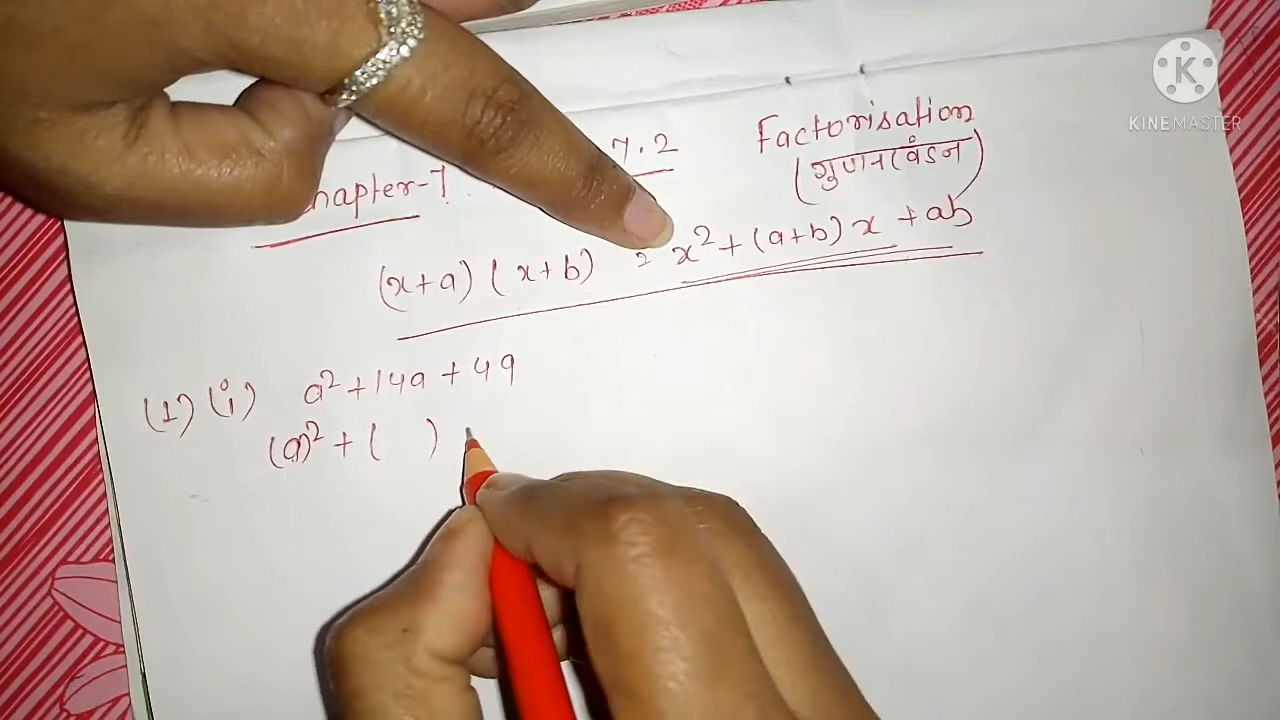 K
KINEMASTER
7.2 Factorisation
hapter-7 (गुणनखंडन)
(x+a) (x+b) = x²+(a+b) x +ab
(1) (i) a²+14a+49
(a)²+( )